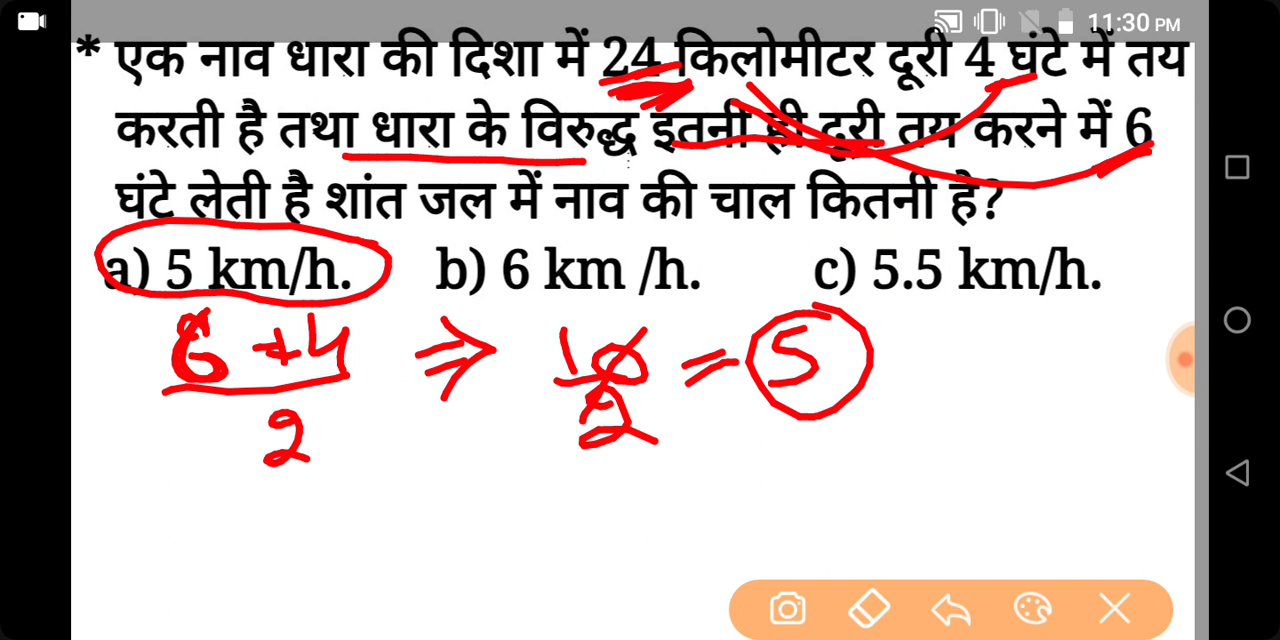 11:30 PM
* एक नाव धारा की दिशा में 24 किलोमीटर दूरी 4 घंटे में तय
करती है तथा धारा के विरुद्ध इतनी ही दूरी तय करने में 6
घंटे लेती है शांत जल में नाव की चाल कितनी है?
a) 5 km/h. b) 6 km /h. c) 5.5 km/h.
6 + 4 ⇒ 10 = 5
2 2